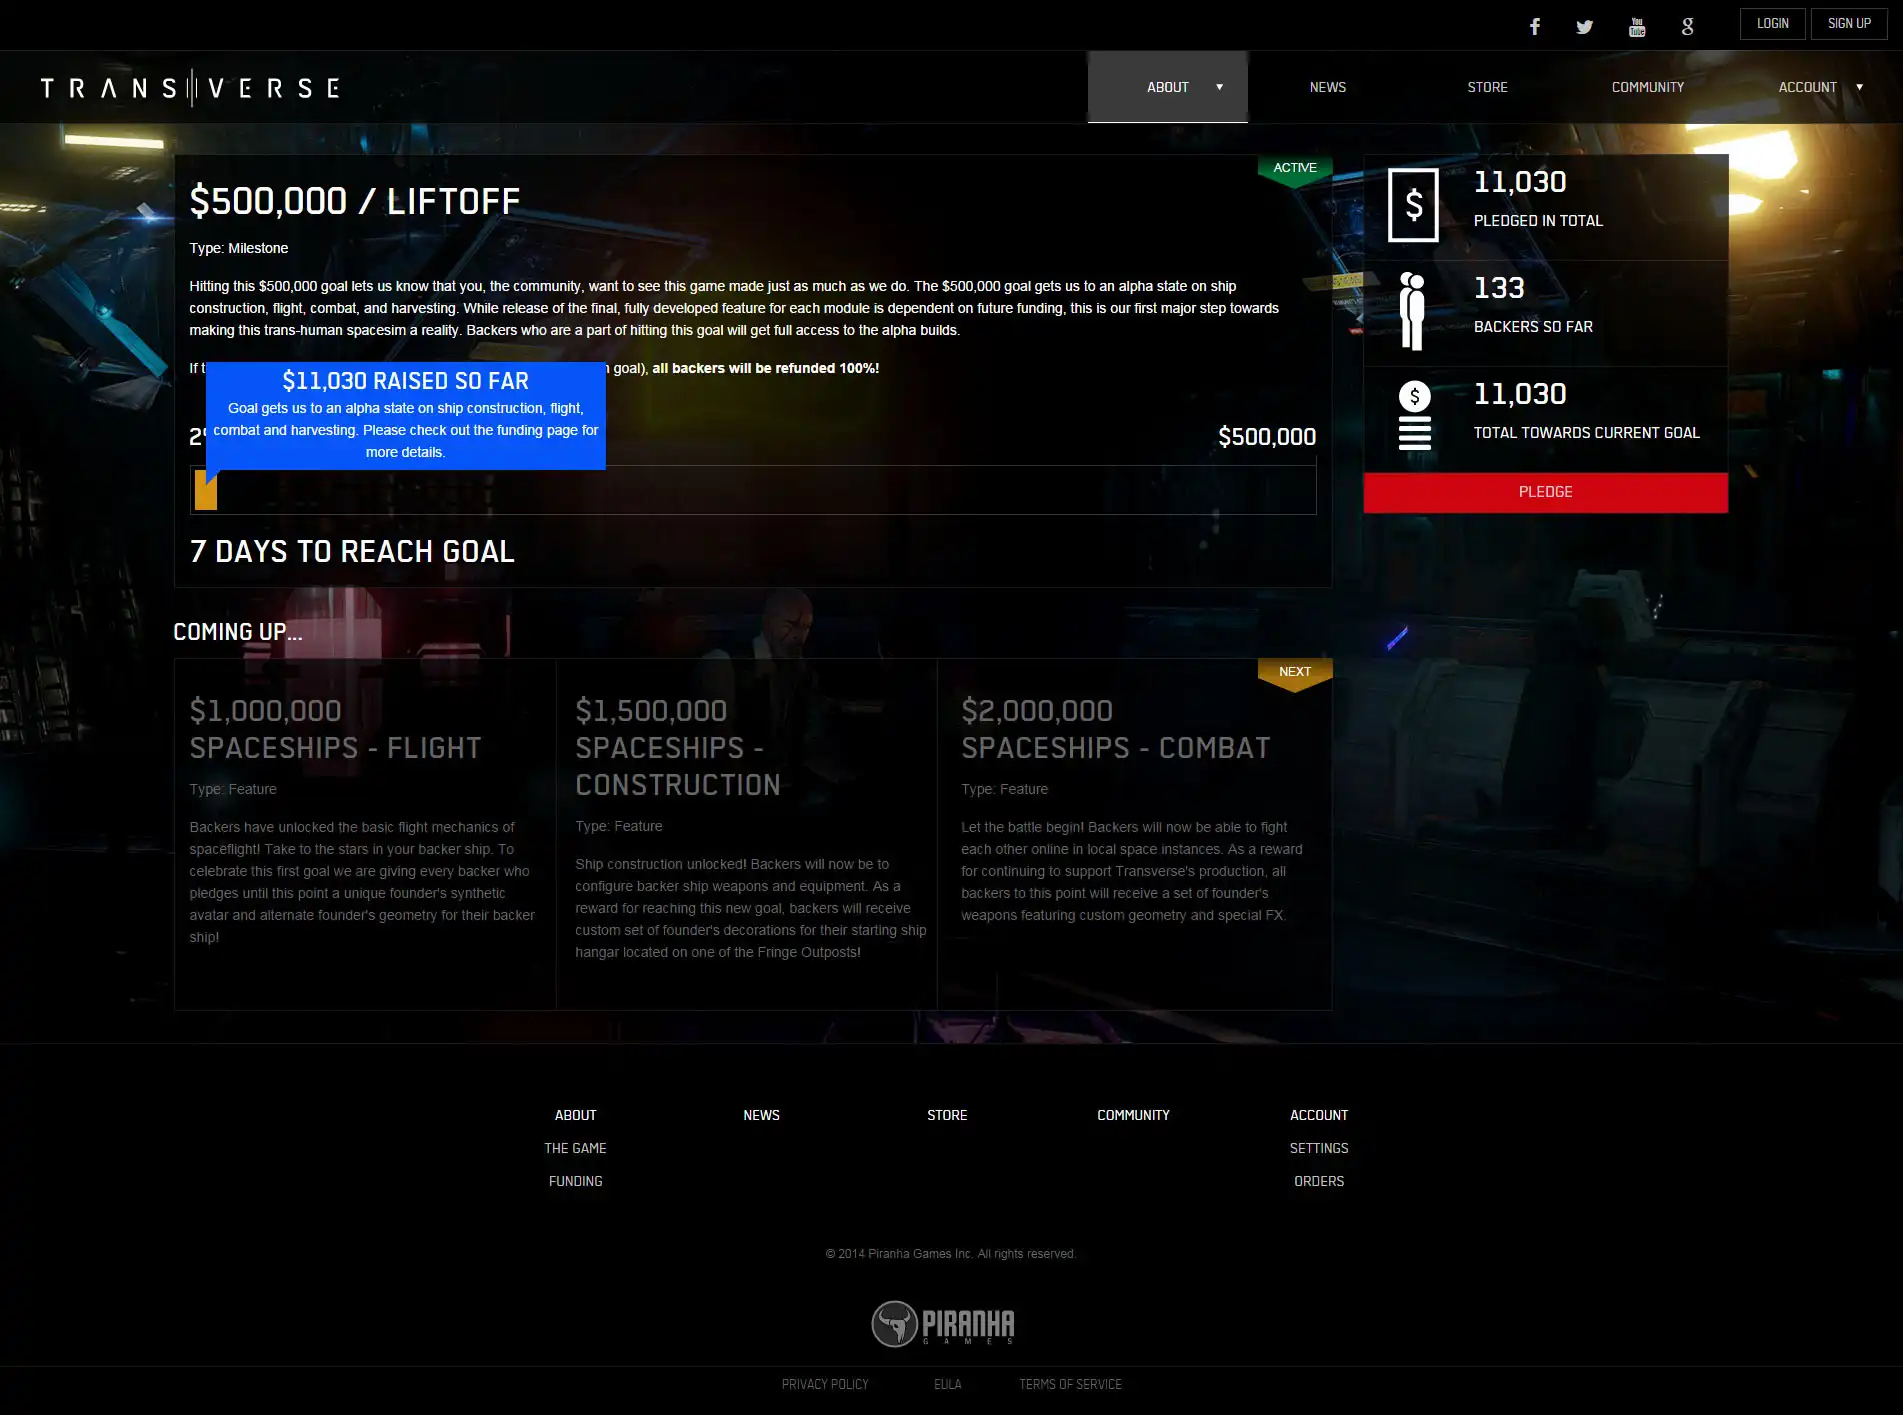 You Tube
LOGIN
SIGN UP
TRANSVERSE
ABOUT
NEWS
STORE
COMMUNITY
ACCOUNT
ACTIVE
$500,000 / LIFTOFF
Type: Milestone
Hitting this $500,000 goal lets us know that you, the community, want to see this game made just as much as we do. The $500,000 goal gets us to an alpha state on ship
construction, flight, combat, and harvesting. While release of the final, fully developed feature for each module is dependent on future funding, this is our first major step towards
making this trans-human spacesim a reality. Backers who are a part of hitting this goal will get full access to the alpha builds.
If goal), all backers will be refunded 100%!
$11,030 RAISED SO FAR
Goal gets us to an alpha state on ship construction, flight,
combat and harvesting. Please check out the funding page for
more details.
$500,000
7 DAYS TO REACH GOAL
$
11,030
PLEDGED IN TOTAL
133
BACKERS SO FAR
$
11,030
TOTAL TOWARDS CURRENT GOAL
PLEDGE
COMING UP...
NEXT
$1,000,000
SPACESHIPS - FLIGHT
Type: Feature
Backers have unlocked the basic flight mechanics of
spaceflight! Take to the stars in your backer ship. To
celebrate this first goal we are giving every backer who
pledges until this point a unique founder's synthetic
avatar and alternate founder's geometry for their backer
ship!
$1,500,000
SPACESHIPS -
CONSTRUCTION
Type: Feature
Ship construction unlocked! Backers will now be to
configure backer ship weapons and equipment. As a
reward for reaching this new goal, backers will receive
custom set of founder's decorations for their starting ship
hangar located on one of the Fringe Outposts!
$2,000,000
SPACESHIPS - COMBAT
Type: Feature
Let the battle begin! Backers will now be able to fight
each other online in local space instances. As a reward
for continuing to support Transverse's production, all
backers to this point will receive a set of founder's
weapons featuring custom geometry and special FX.
ABOUT
THE GAME
FUNDING
NEWS
STORE
COMMUNITY
ACCOUNT
SETTINGS
ORDERS
© 2014 Piranha Games Inc. All rights reserved.
PIRANHA
GAMES
PRIVACY POLICY
EULA
TERMS OF SERVICE